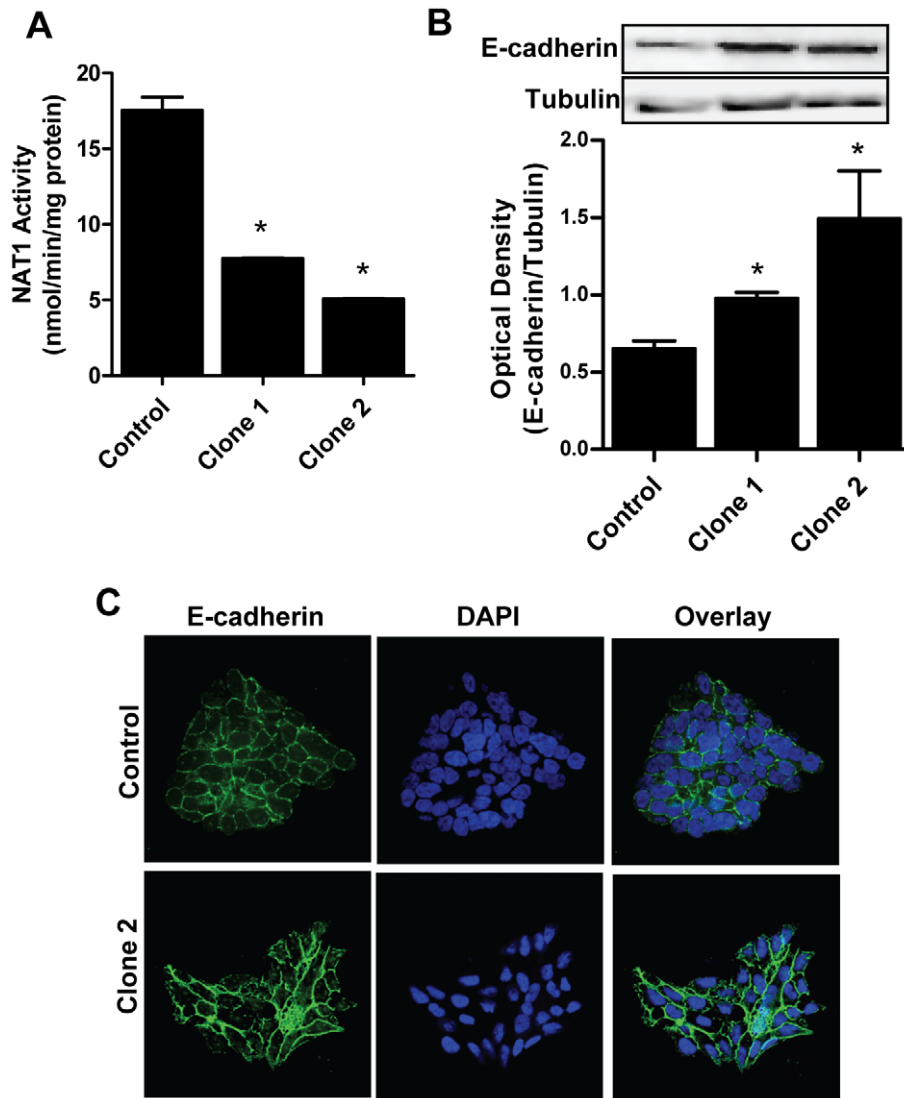 A
NAT1 Activity
(nmol/min/mg protein)
20
15
10
5
0
*
*
Control
Clone 1
Clone 2
B
E-cadherin
Tubulin
Optical Density
(E-cadherin/Tubulin)
2.0
1.5
1.0
0.5
0.0
*
*
Control
Clone 1
Clone 2
C
E-cadherin
DAPI
Overlay
Control
Clone 2